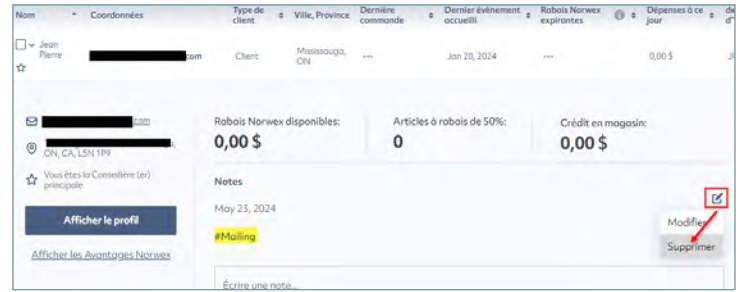 Nom Coordonnées Type de client Ville, Province Dernière commande Dernier évènement accueilli Rabais Norwex expirantes Dépenses à ce jour
Jean Pierre com Client Mississauga, ON --- Jan 20, 2024 --- 0,00 $
com
ON, CA, L5N 1P9
Vous êtes la Conseillère (er) principale
Afficher le profil
Afficher les Avantages Norwex
Rabais Norwex disponibles: Articles à rabais de 50%: Crédit en magasin:
0,00 $ 0 0,00 $
Notes
May 23, 2024
#Mailing
Modifier
Supprimer
Écrire une note...